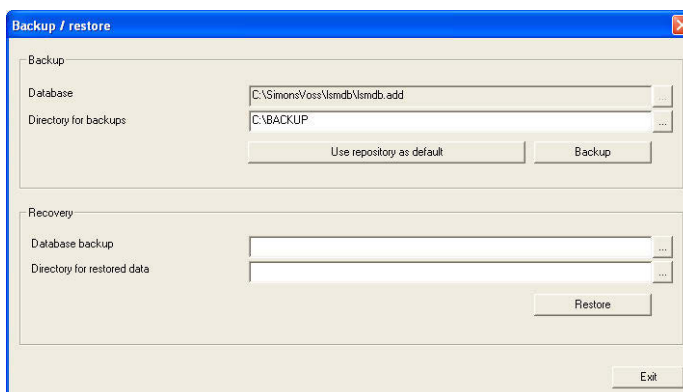 Backup / restore
Backup
Database C:\SimonsVoss\lsmdb\lsmdb.add ...
Directory for backups C:\BACKUP ...
Use repository as default Backup
Recovery
Database backup ...
Directory for restored data ...
Restore
Exit